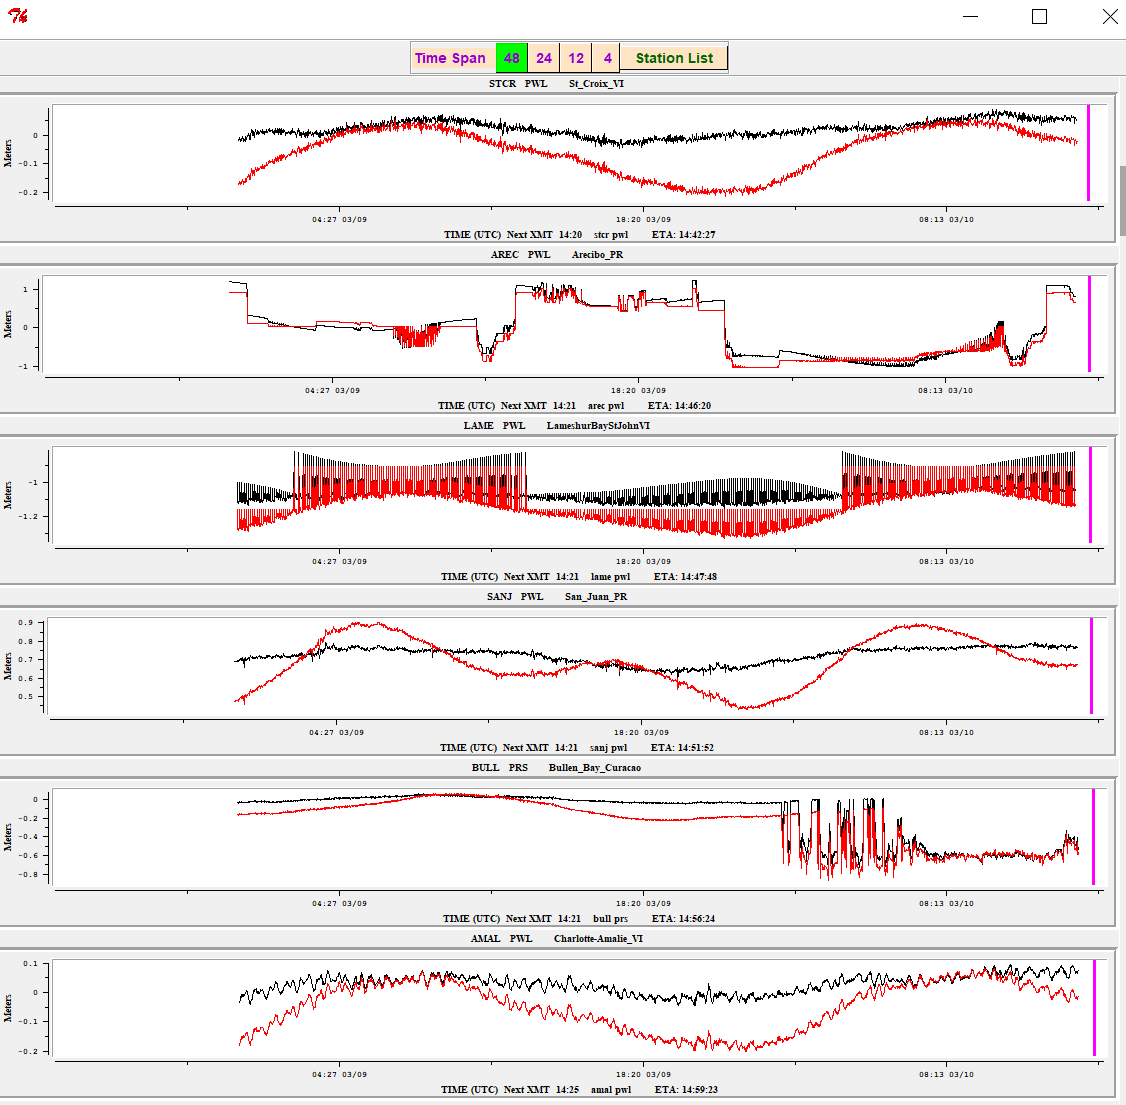 Time Span 48 24 12 4 Station List
STCR PWL St_Croix_VI
Meters
0
-0.1
-0.2
04:27 03/09 18:20 03/09 08:13 03/10
TIME (UTC) Next XMT 14:20 stcr pwl ETA: 14:42:27
AREC PWL Arecibo_PR
Meters
1
0
-1
04:27 03/09 18:20 03/09 08:13 03/10
TIME (UTC) Next XMT 14:21 arec pwl ETA: 14:46:20
LAME PWL LameshurBayStJohnVI
Meters
-1
-1.2
04:27 03/09 18:20 03/09 08:13 03/10
TIME (UTC) Next XMT 14:21 lame pwl ETA: 14:47:48
SANJ PWL San_Juan_PR
Meters
0.9
0.8
0.7
0.6
0.5
04:27 03/09 18:20 03/09 08:13 03/10
TIME (UTC) Next XMT 14:21 sanj pwl ETA: 14:51:52
BULL PRS Bullen_Bay_Curacao
Meters
0
-0.2
-0.4
-0.6
-0.8
04:27 03/09 18:20 03/09 08:13 03/10
TIME (UTC) Next XMT 14:21 bull prs ETA: 14:56:24
AMAL PWL Charlotte-Amalie_VI
Meters
0.1
0
-0.1
-0.2
04:27 03/09 18:20 03/09 08:13 03/10
TIME (UTC) Next XMT 14:25 amal pwl ETA: 14:59:23